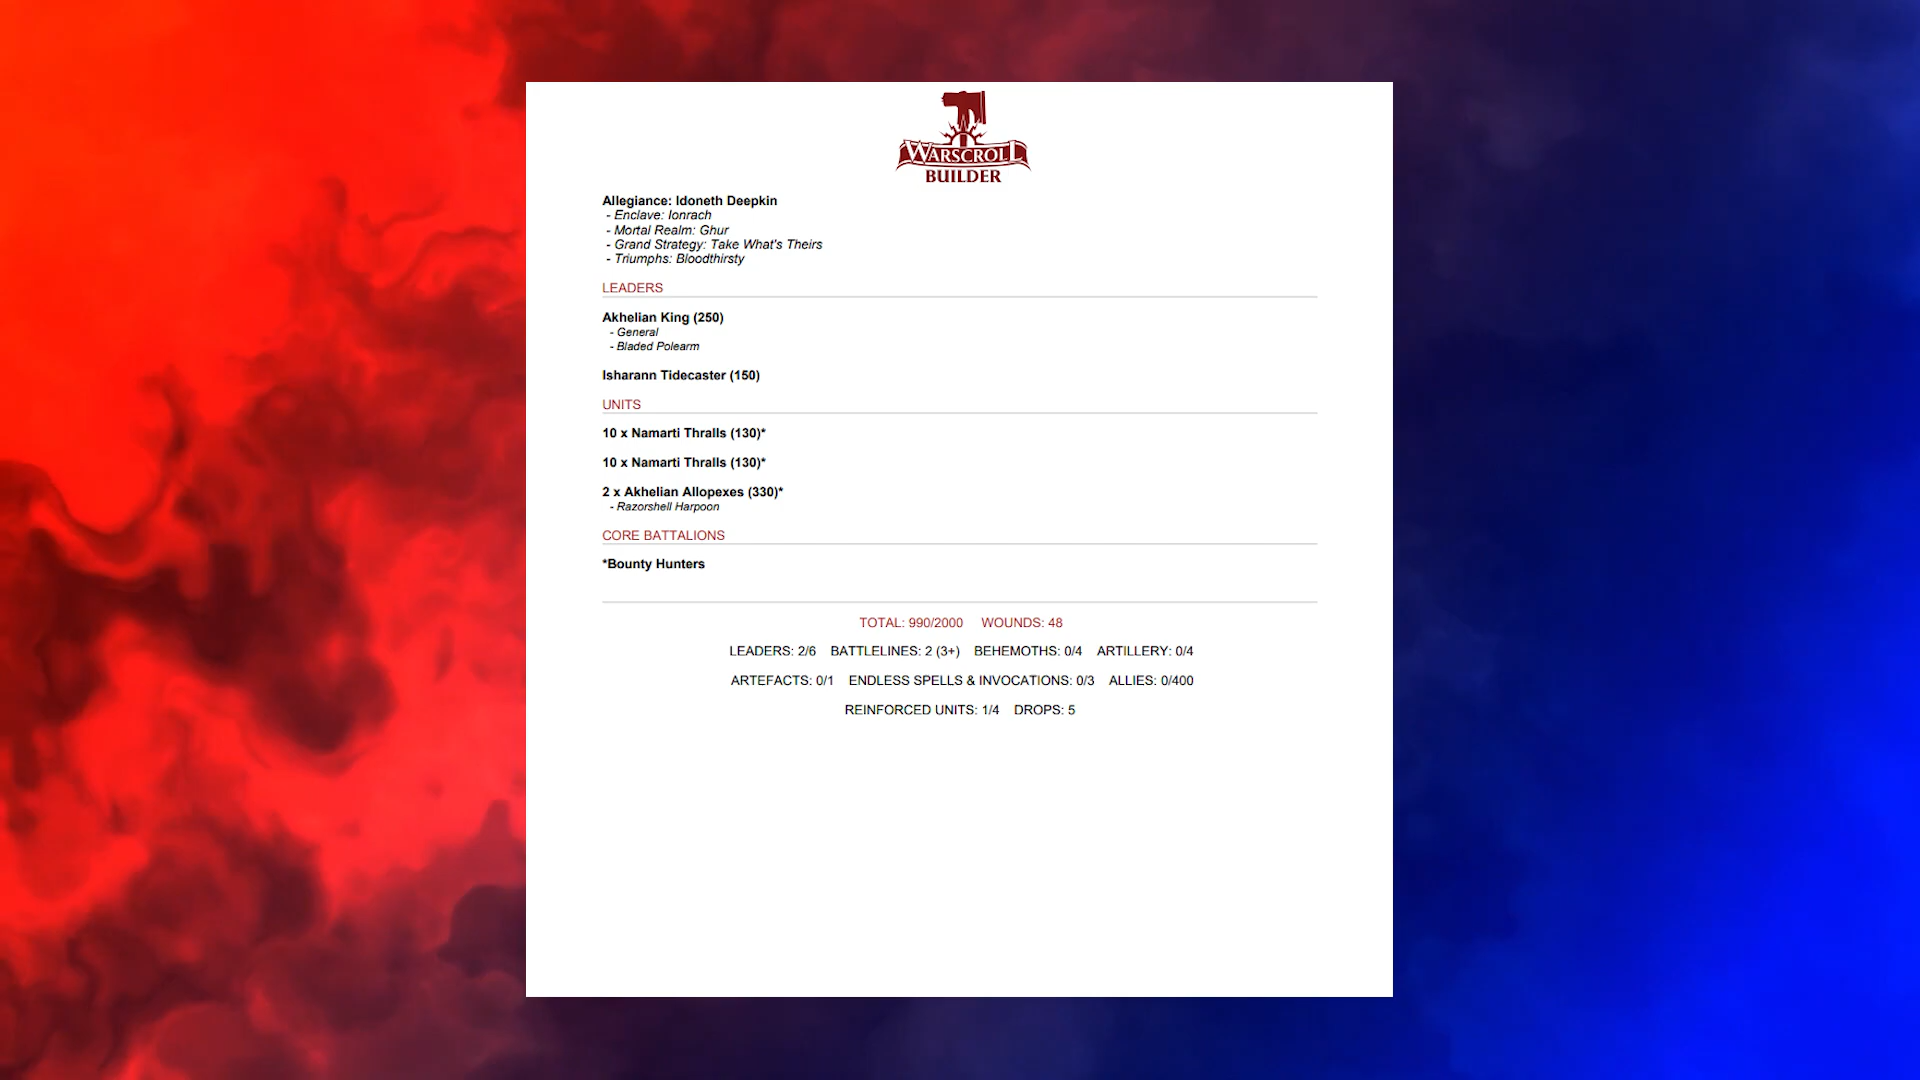 WARSCROLL
BUILDER
Allegiance: Idoneth Deepkin
- Enclave: Ionrach
- Mortal Realm: Ghur
- Grand Strategy: Take What's Theirs
- Triumphs: Bloodthirsty
LEADERS
Akhelian King (250)
- General
- Bladed Polearm
Isharann Tidecaster (150)
UNITS
10 x Namarti Thralls (130)*
10 x Namarti Thralls (130)*
2 x Akhelian Allopexes (330)*
- Razorshell Harpoon
CORE BATTALIONS
*Bounty Hunters
TOTAL: 990/2000 WOUNDS: 48
LEADERS: 2/6 BATTLELINES: 2 (3+) BEHEMOTHS: 0/4 ARTILLERY: 0/4
ARTEFACTS: 0/1 ENDLESS SPELLS & INVOCATIONS: 0/3 ALLIES: 0/400
REINFORCED UNITS: 1/4 DROPS: 5